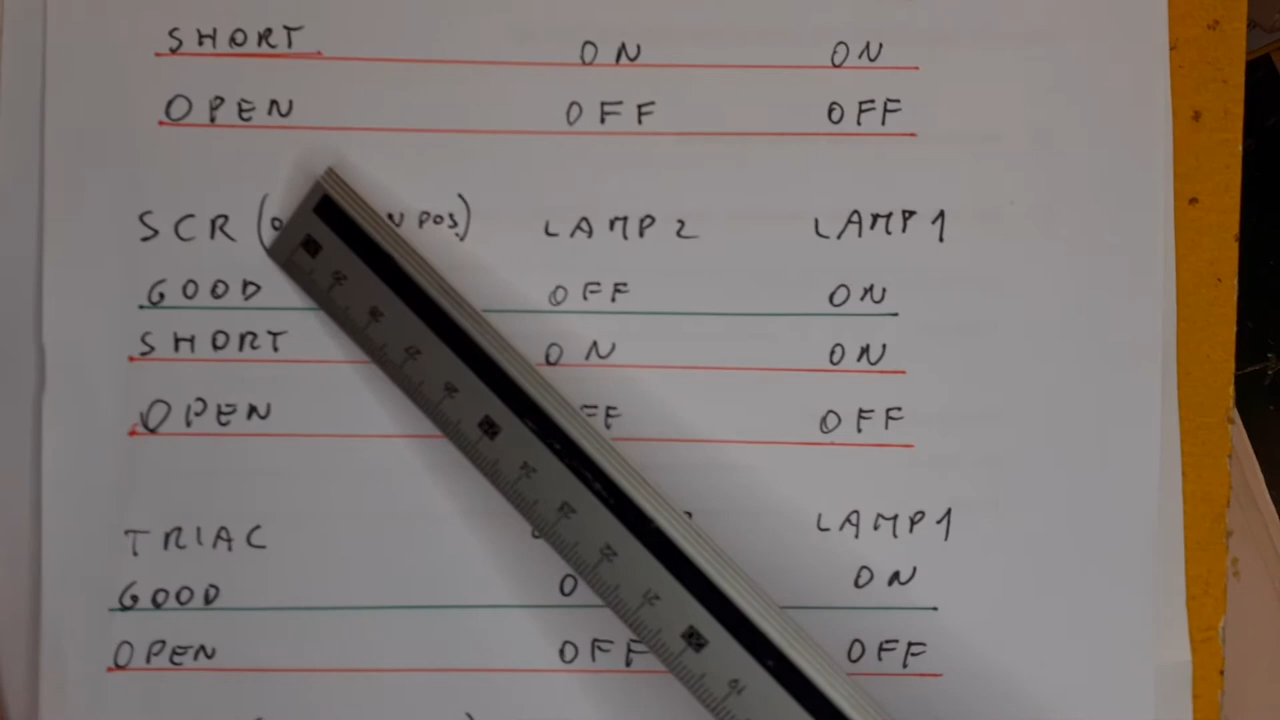 SHORT ON ON
OPEN OFF OFF
SCR ( POS.) LAMP 2 LAMP 1
GOOD OFF ON
SHORT ON ON
OPEN OFF
TRIAC LAMP 1
GOOD ON
OPEN OFF OFF